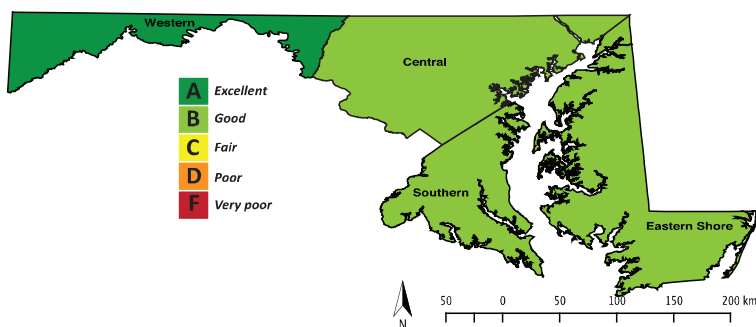 Western
Central
A Excellent
B Good
C Fair
D Poor
F Very poor
Southern
Eastern Shore
N
50 0 50 100 150 200 km